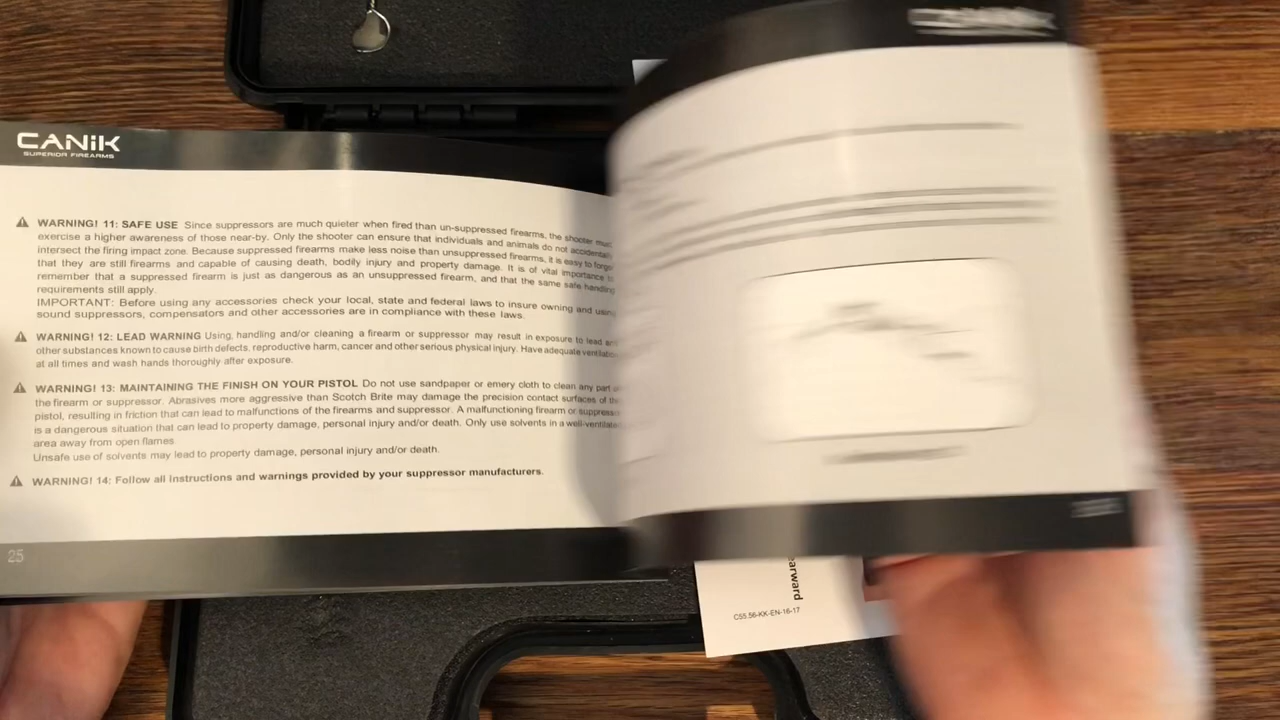 CANiK
SUPERIOR FIREARMS
WARNING! 11: SAFE USE Since suppressors are much quieter when fired than un-suppressed firearms, the shooter
exercise a higher awareness of those near-by. Only the shooter can ensure that individuals and animals do not
intersect the firing impact zone. Because suppressed firearms make less noise than unsuppressed firearms, it is easy to
that they are still firearms and capable of causing death, bodily injury and property damage. It is of vital importance
remember that a suppressed firearm is just as dangerous as an unsuppressed firearm, and that the same safe handling
requirements still apply.
IMPORTANT: Before using any accessories check your local, state and federal laws to insure owning and
sound suppressors, compensators and other accessories are in compliance with these laws.
WARNING! 12: LEAD WARNING Using, handling and/or cleaning a firearm or suppressor may result in exposure to lead
other substances known to cause birth defects, reproductive harm, cancer and other serious physical injury. Have adequate
at all times and wash hands thoroughly after exposure.
WARNING! 13: MAINTAINING THE FINISH ON YOUR PISTOL Do not use sandpaper or emery cloth to clean any part
the firearm or suppressor. Abrasives more aggressive than Scotch Brite may damage the precision contact surfaces of
pistol, resulting in friction that can lead to malfunctions of the firearms and suppressor. A malfunctioning firearm or
is a dangerous situation that can lead to property damage, personal injury and/or death. Only use solvents in a
area away from open flames.
Unsafe use of solvents may lead to property damage, personal injury and/or death.
WARNING! 14: Follow all instructions and warnings provided by your suppressor manufacturers.
25
C55.56-KK-EN-16-17